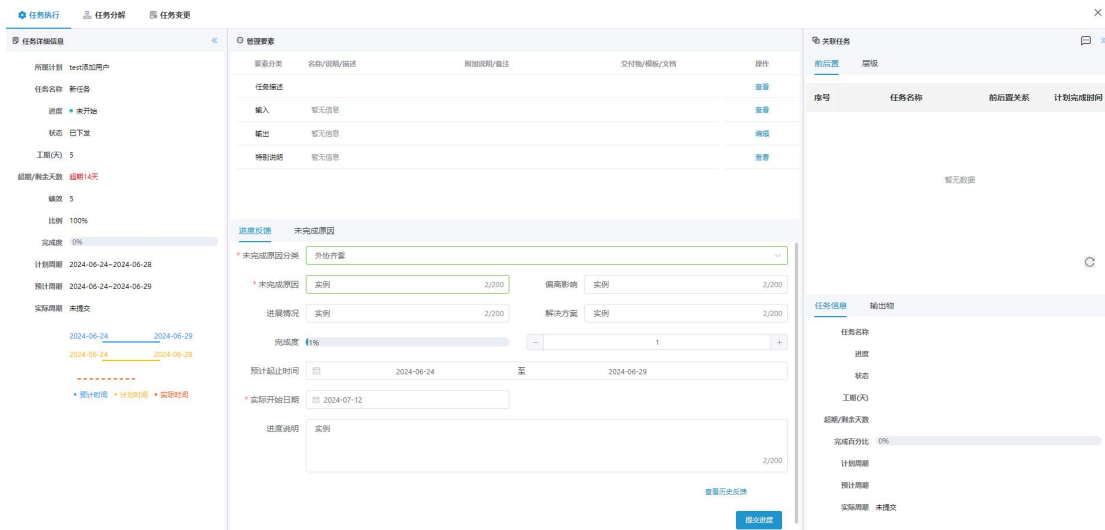 任务执行 任务分解 任务变更
任务详细信息
所属计划 test添加用户
任务名称 新任务
进度 未开始
状态 已下发
工期(天) 5
超期/剩余天数 超期14天
绩效 5
比例 100%
完成度 0%
计划周期 2024-06-24~2024-06-28
预计周期 2024-06-24~2024-06-29
实际周期 未提交
2024-06-24 2024-06-29
2024-06-24 2024-06-28
预计时间 计划时间 实际时间
管理要素
要素分类 名称/说明/描述 附加说明/备注 交付物/模板/文档 操作
任务描述 查看
输入 暂无信息 查看
输出 暂无信息 编辑
特别说明 暂无信息 查看
进度反馈 未完成原因
* 未完成原因分类 外协齐套
* 未完成原因 实例 2/200 偏离影响 实例 2/200
进展情况 实例 2/200 解决方案 实例 2/200
完成度 1% − 1 +
预计起止时间 2024-06-24 至 2024-06-29
* 实际开始日期 2024-07-12
进度说明 实例
2/200
查看历史反馈
提交进度
关联任务
前后置 层级
序号 任务名称 前后置关系 计划完成时间
暂无数据
任务信息 输出物
任务名称
进度
状态
工期(天)
超期/剩余天数
完成百分比 0%
计划周期
预计周期
实际周期 未提交